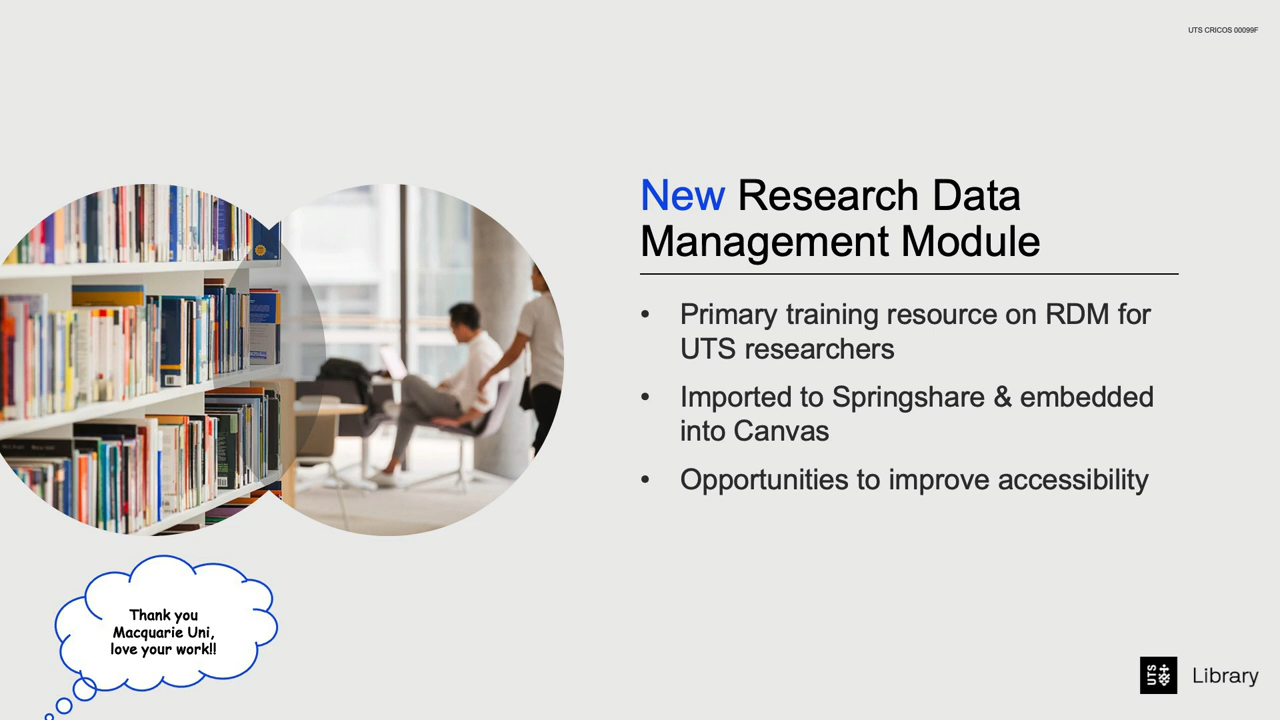 UTS CRICOS 00099F
New Research Data
Management Module
• Primary training resource on RDM for
UTS researchers
• Imported to Springshare & embedded
into Canvas
• Opportunities to improve accessibility
Thank you
Macquarie Uni,
love your work!!
UTS
Library